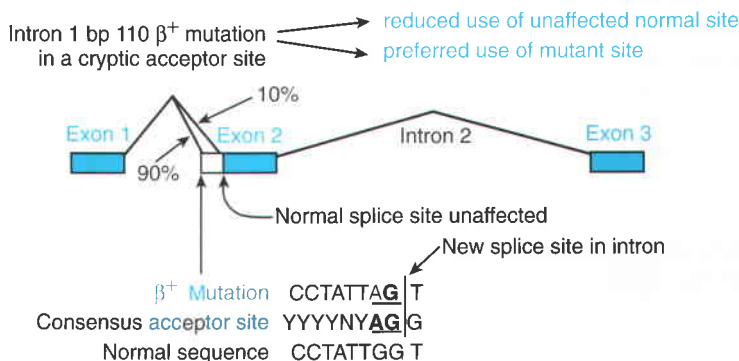 Intron 1 bp 110 β+ mutation
in a cryptic acceptor site
reduced use of unaffected normal site
preferred use of mutant site
10%
Exon 1
Exon 2
Intron 2
Exon 3
90%
Normal splice site unaffected
New splice site in intron
β+ Mutation CCTATTAG T
Consensus acceptor site YYYYNYAG G
Normal sequence CCTATTGG T